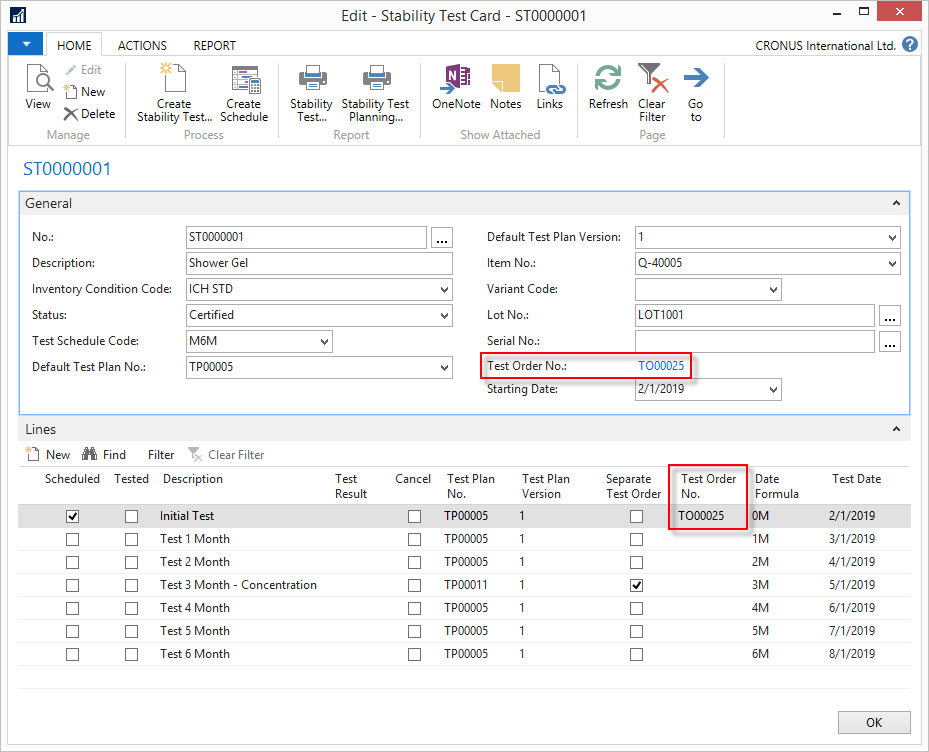 Edit - Stability Test Card - ST0000001
HOME ACTIONS REPORT CRONUS International Ltd. ?
View
Edit
New
Delete
Manage
Create Stability Test...
Create Schedule
Process
Stability Test...
Stability Test Planning...
Report
OneNote
Notes
Links
Show Attached
Refresh
Clear Filter
Go to
Page
ST0000001
General
No.: ST0000001 ...
Description: Shower Gel
Inventory Condition Code: ICH STD
Status: Certified
Test Schedule Code: M6M
Default Test Plan No.: TP00005
Default Test Plan Version: 1
Item No.: Q-40005
Variant Code:
Lot No.: LOT1001 ...
Serial No.: ...
Test Order No.: TO00025
Starting Date: 2/1/2019
Lines
New Find Filter Clear Filter
Scheduled Tested Description Test Result Cancel Test Plan No. Test Plan Version Separate Test Order Test Order No. Date Formula Test Date
Initial Test TP00005 1 TO00025 0M 2/1/2019
Test 1 Month TP00005 1 1M 3/1/2019
Test 2 Month TP00005 1 2M 4/1/2019
Test 3 Month - Concentration TP00011 1 3M 5/1/2019
Test 4 Month TP00005 1 4M 6/1/2019
Test 5 Month TP00005 1 5M 7/1/2019
Test 6 Month TP00005 1 6M 8/1/2019
OK